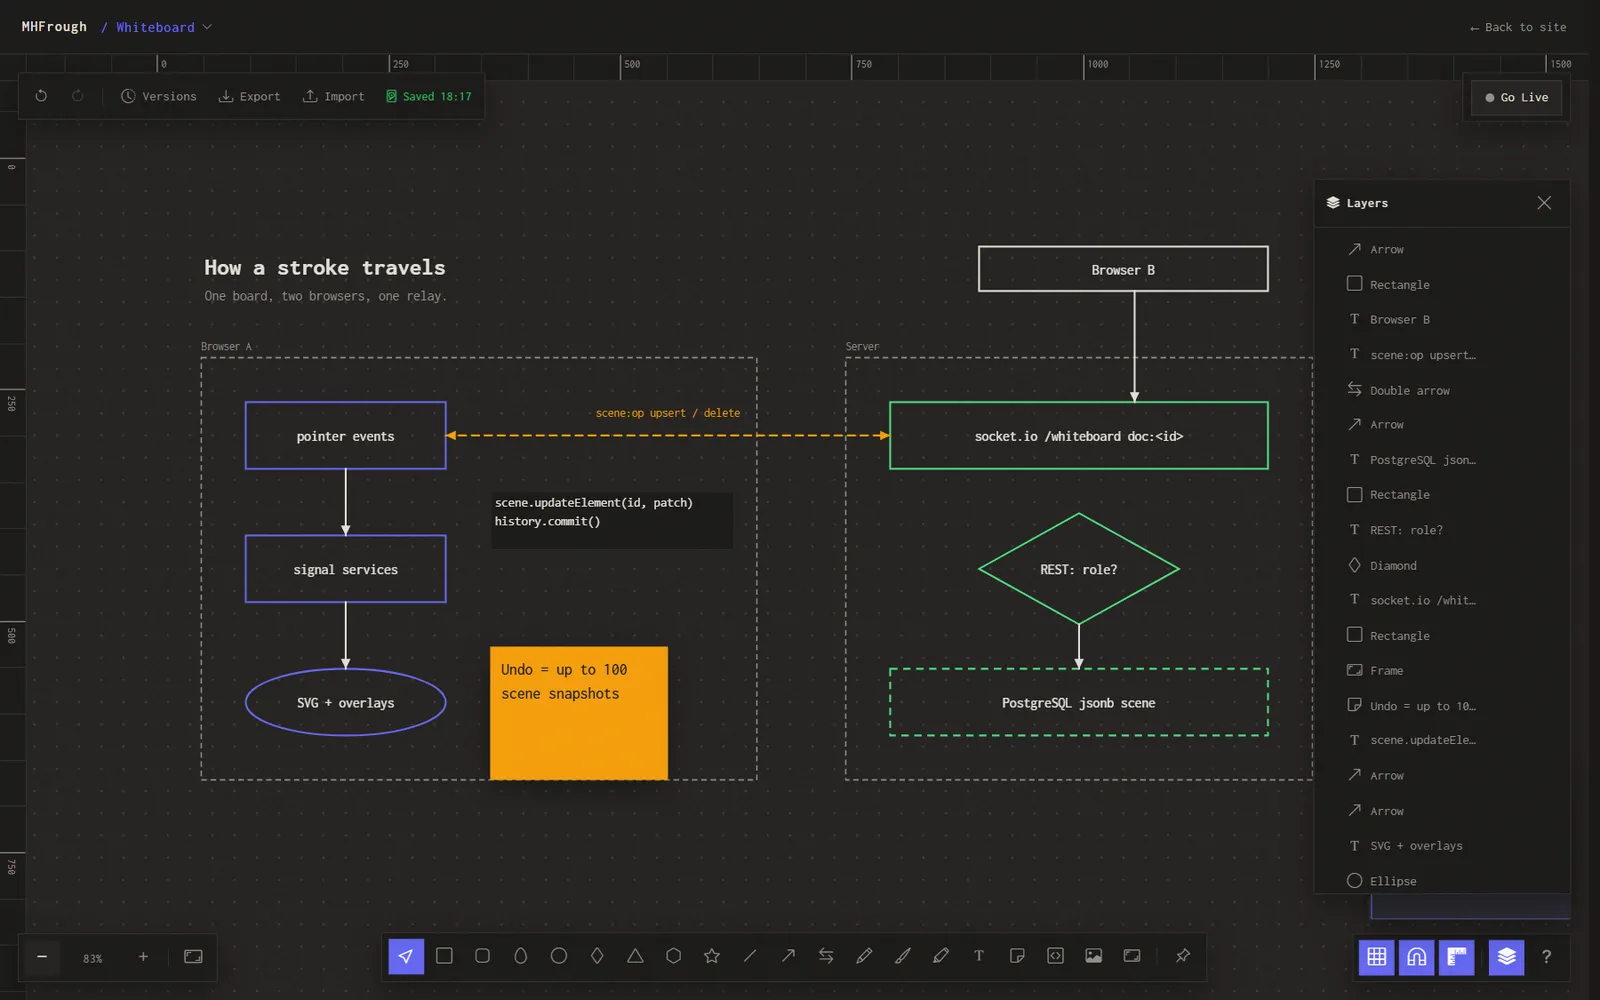 MHFrough / Whiteboard
← Back to site
0 250 500 750 1000 1250 1500
Versions Export Import Saved 18:17
Go Live
0
250
500
750
Layers
Arrow
Rectangle
Browser B
scene:op upsert…
Double arrow
Arrow
PostgreSQL json…
Rectangle
REST: role?
Diamond
socket.io /whit…
Rectangle
Frame
Undo = up to 10…
scene.updateEle…
Arrow
Arrow
SVG + overlays
Ellipse
How a stroke travels
One board, two browsers, one relay.
Browser B
Browser A
Server
scene:op upsert / delete
pointer events
socket.io /whiteboard doc:<id>
scene.updateElement(id, patch)
history.commit()
signal services
REST: role?
Undo = up to 100
scene snapshots
SVG + overlays
PostgreSQL jsonb scene
− 83% +
T
?